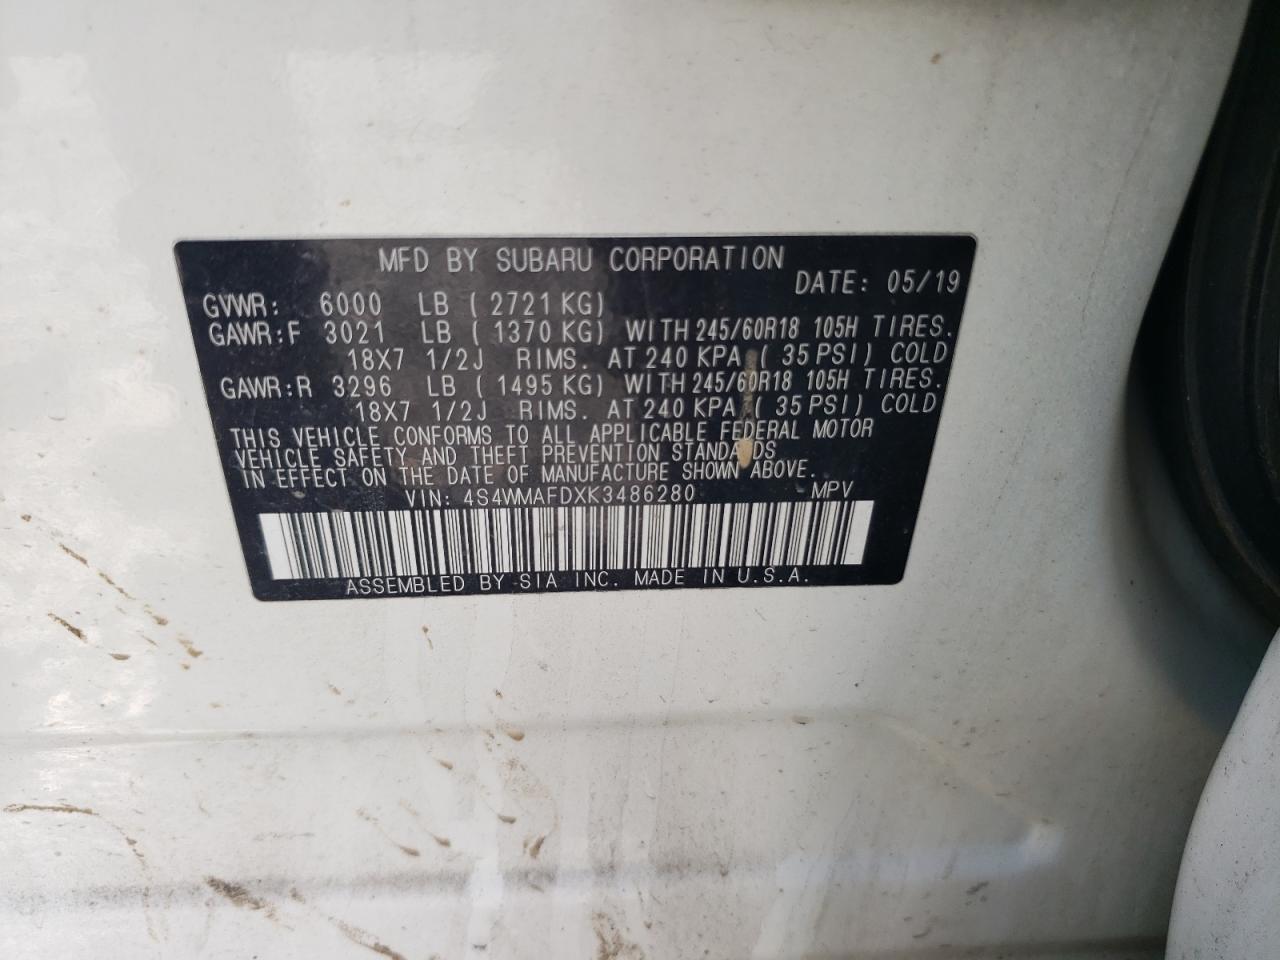 MFD BY SUBARU CORPORATION
DATE: 05/19
GVWR: 6000 LB ( 2721 KG)
GAWR:F 3021 LB ( 1370 KG) WITH 245/60R18 105H TIRES.
18X7 1/2J RIMS. AT 240 KPA ( 35 PSI) COLD
GAWR:R 3296 LB ( 1495 KG) WITH 245/60R18 105H TIRES.
18X7 1/2J RIMS. AT 240 KPA ( 35 PSI) COLD
THIS VEHICLE CONFORMS TO ALL APPLICABLE FEDERAL MOTOR
VEHICLE SAFETY AND THEFT PREVENTION STANDARDS
IN EFFECT ON THE DATE OF MANUFACTURE SHOWN ABOVE.
VIN: 4S4WMAFDXK3486280 MPV
ASSEMBLED BY SIA INC. MADE IN U.S.A.